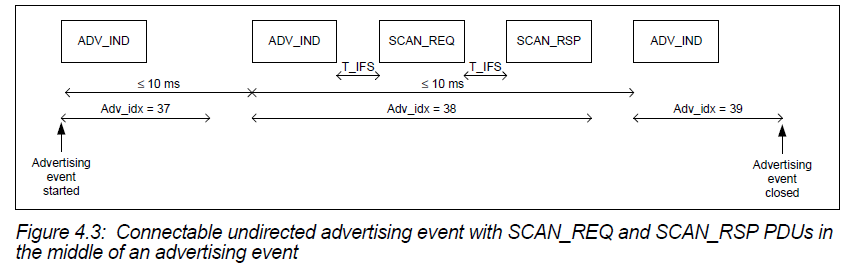 ADV_IND
ADV_IND
SCAN_REQ
SCAN_RSP
ADV_IND
T_IFS
T_IFS
≤ 10 ms
≤ 10 ms
Adv_idx = 37
Adv_idx = 38
Adv_idx = 39
Advertising
event
started
Advertising
event
closed
Figure 4.3: Connectable undirected advertising event with SCAN_REQ and SCAN_RSP PDUs in
the middle of an advertising event